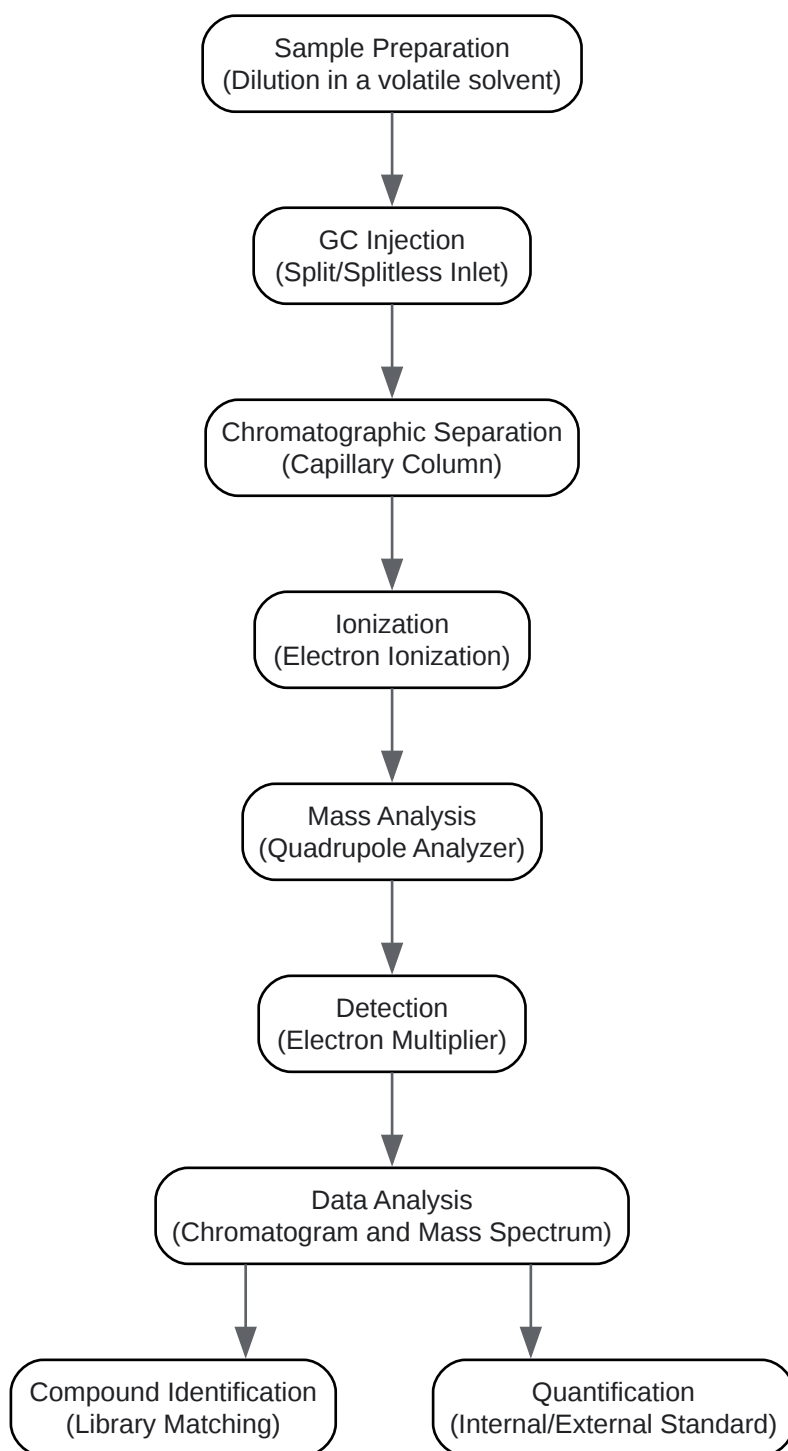 Sample Preparation
(Dilution in a volatile solvent)
GC Injection
(Split/Splitless Inlet)
Chromatographic Separation
(Capillary Column)
Ionization
(Electron Ionization)
Mass Analysis
(Quadrupole Analyzer)
Detection
(Electron Multiplier)
Data Analysis
(Chromatogram and Mass Spectrum)
Compound Identification
(Library Matching)
Quantification
(Internal/External Standard)